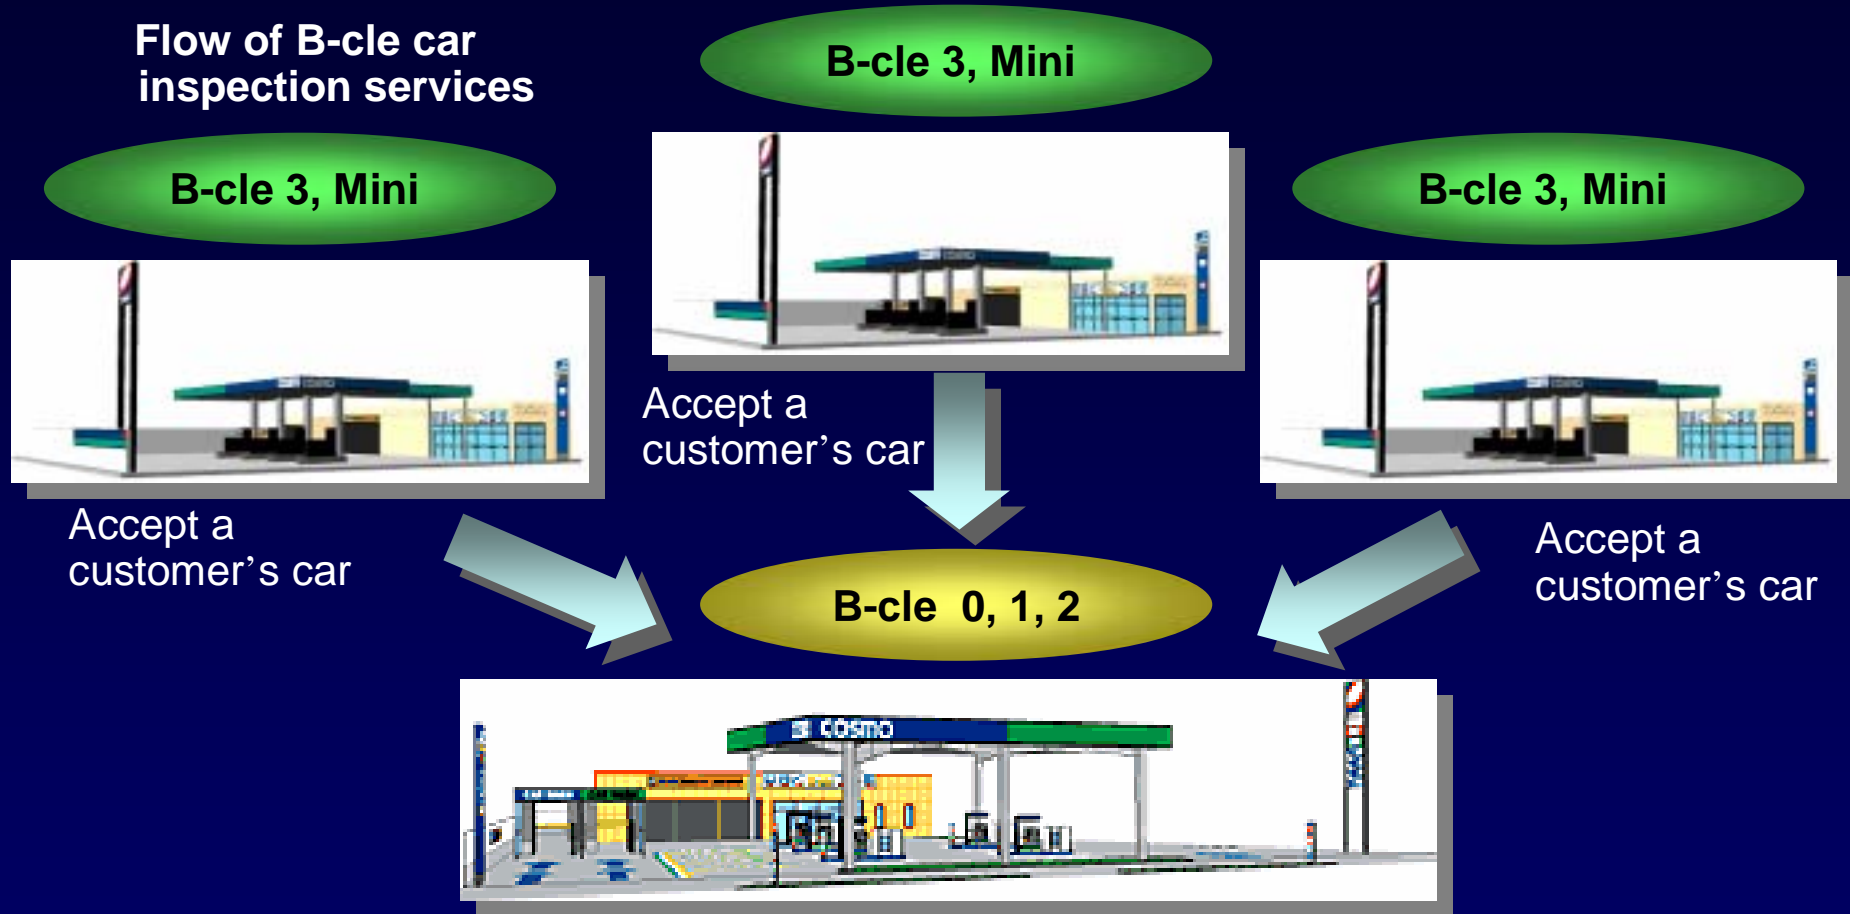 Flow of B-cle car
inspection services
B-cle 3, Mini
B-cle 3, Mini
B-cle 3, Mini
Accept a
customer’s car
Accept a
customer’s car
Accept a
customer’s car
B-cle 0, 1, 2
COSMO